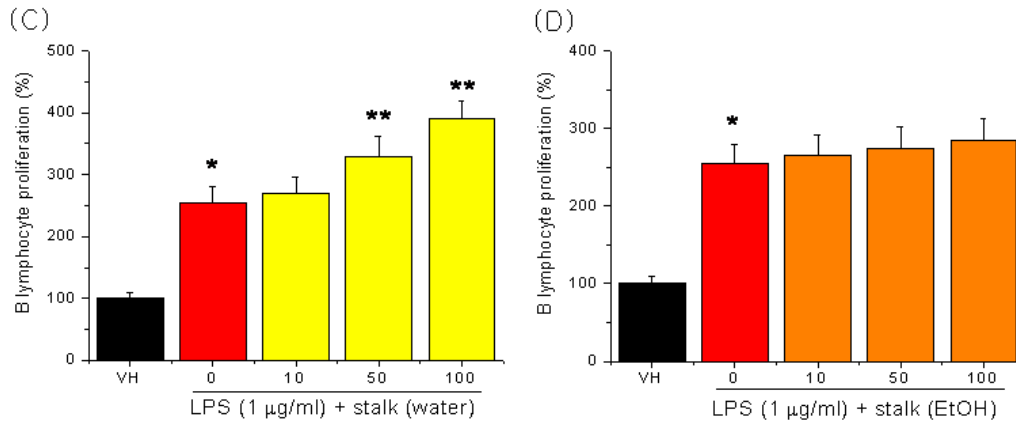 (C)
B lymphocyte proliferation (%)
500
400
300
200
100
0
*
**
**
VH
0
10
50
100
LPS (1 μg/ml) + stalk (water)
(D)
B lymphocyte proliferation (%)
400
300
200
100
0
*
VH
0
10
50
100
LPS (1 μg/ml) + stalk (EtOH)